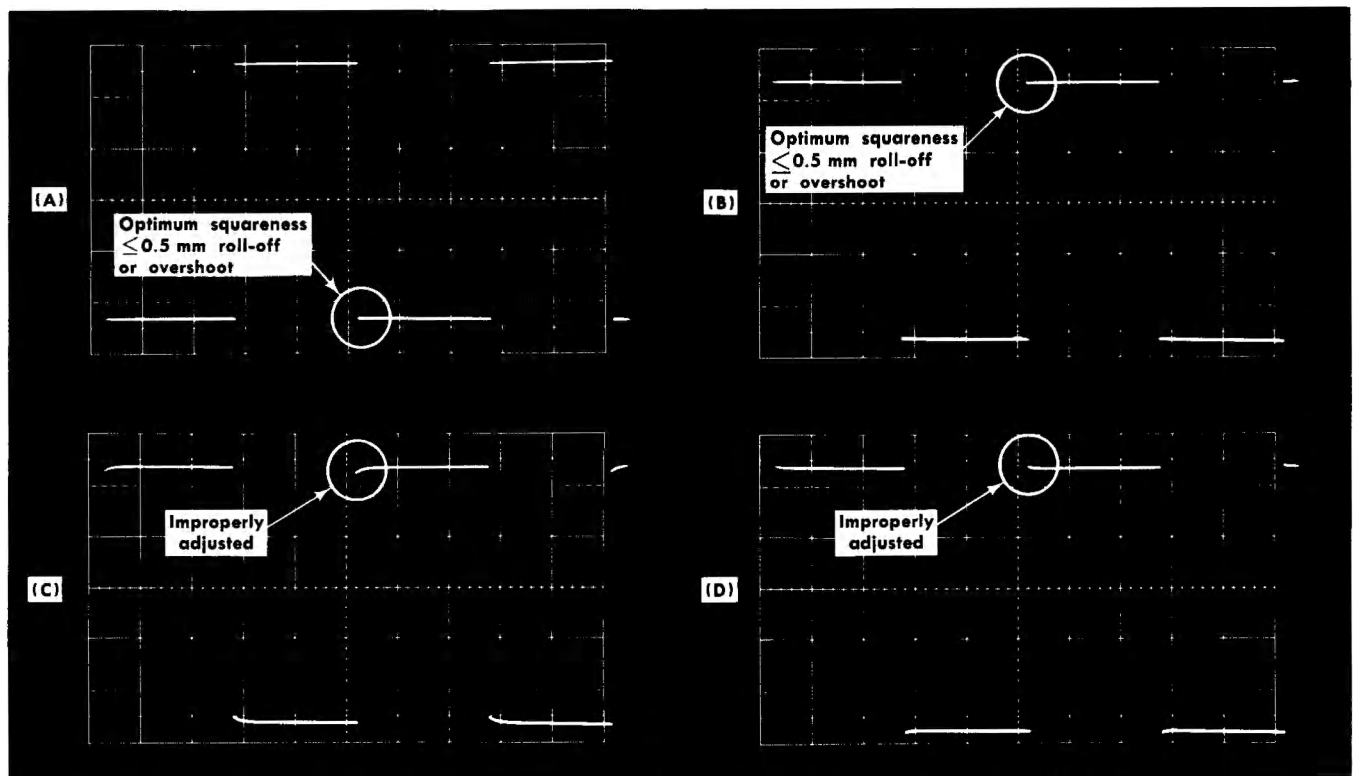 (A)
Optimum squareness
≤0.5 mm roll-off
or overshoot
(B)
Optimum squareness
≤0.5 mm roll-off
or overshoot
(C)
Improperly
adjusted
(D)
Improperly
adjusted